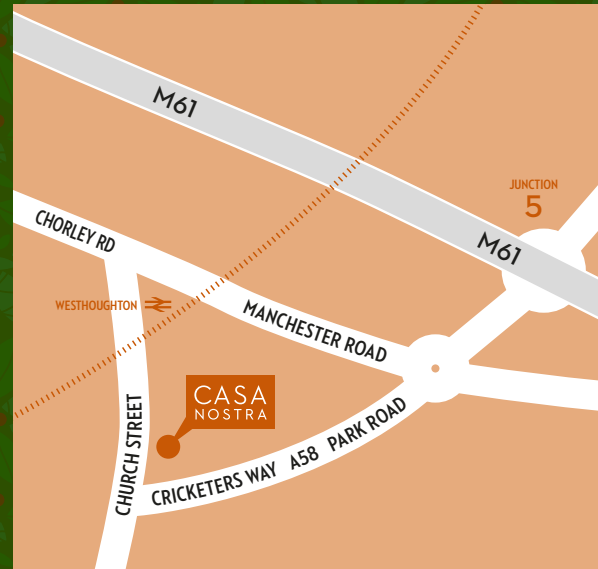 M61
JUNCTION
5
CHORLEY RD
M61
WESTHOUGHTON
MANCHESTER ROAD
CASA
NOSTRA
CHURCH STREET
CRICKETERS WAY A58 PARK ROAD